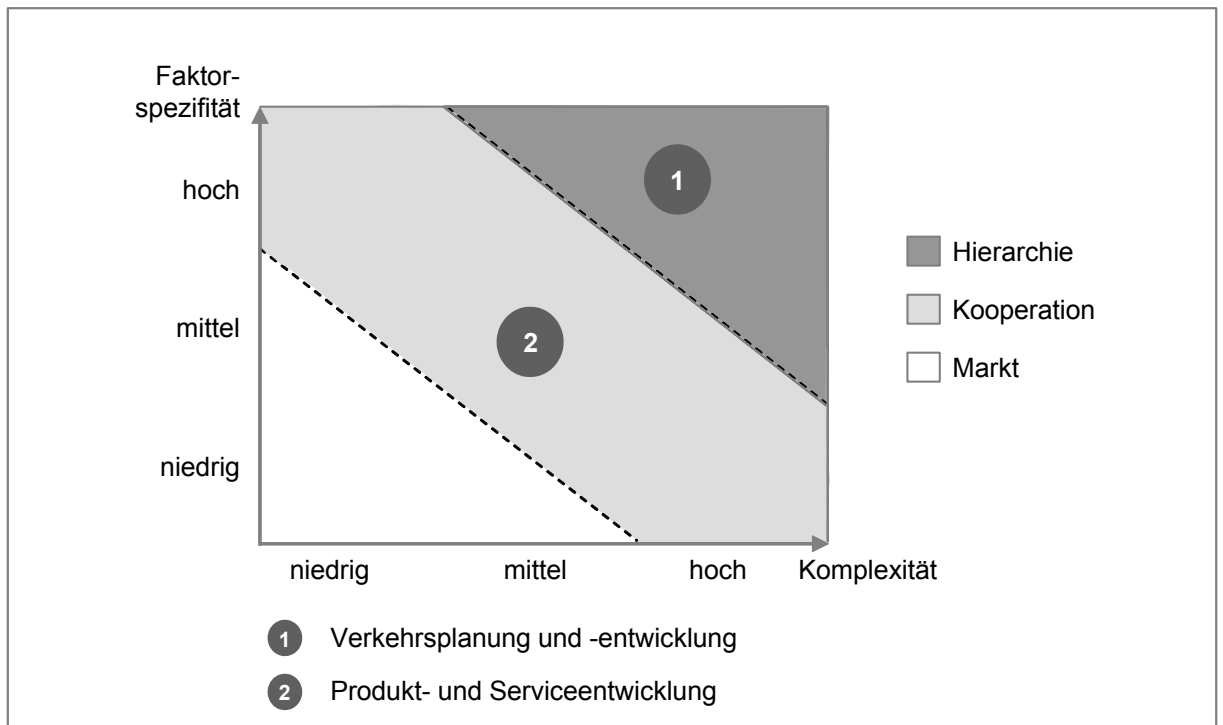 Faktor-
spezifität
hoch
1
Hierarchie
Kooperation
mittel
2
Markt
niedrig
niedrig mittel hoch Komplexität
1 Verkehrsplanung und -entwicklung
2 Produkt- und Serviceentwicklung